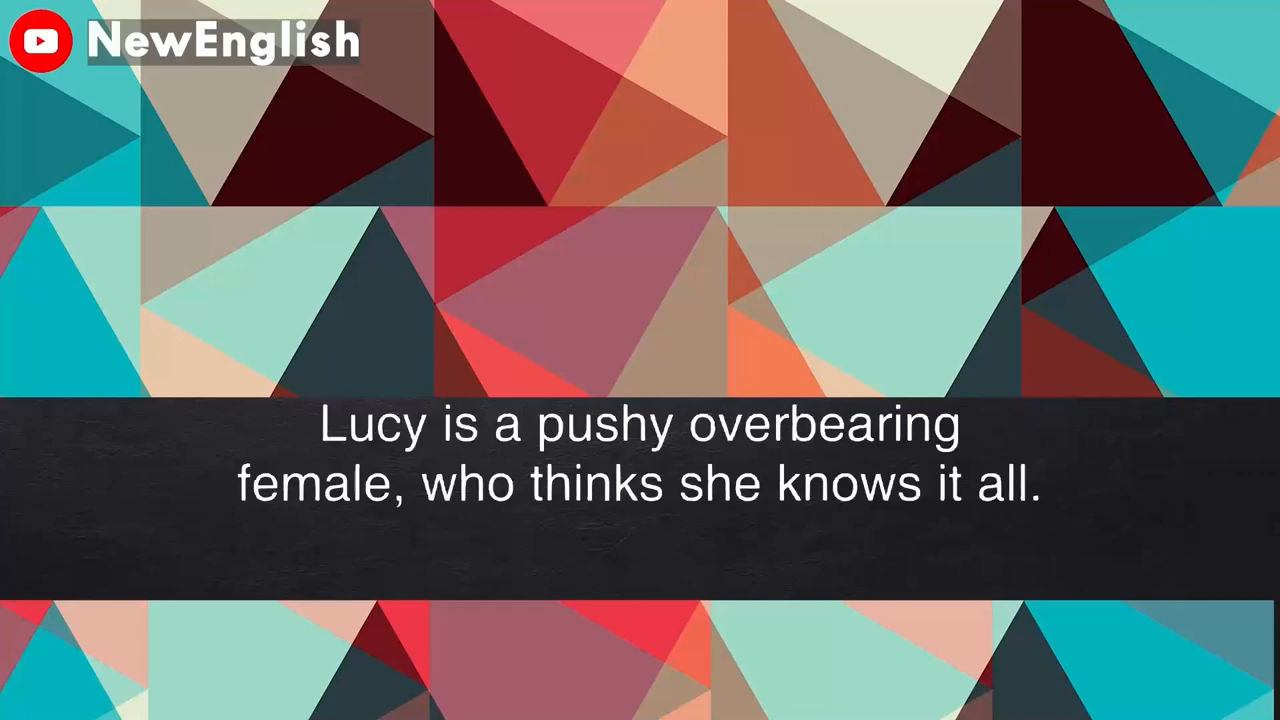 NewEnglish
Lucy is a pushy overbearing
female, who thinks she knows it all.